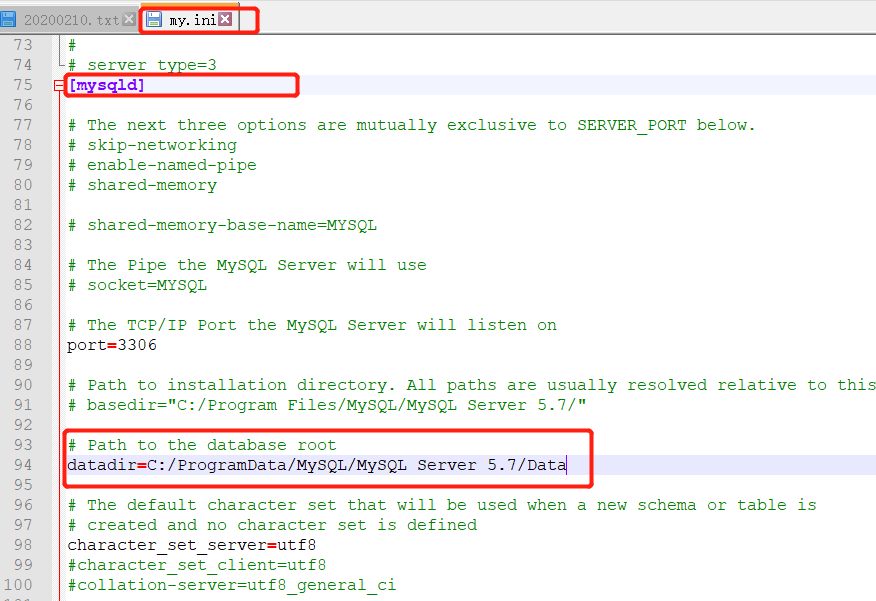 20200210.txt my.ini
73 #
74 # server_type=3
75 [mysqld]
76
77 # The next three options are mutually exclusive to SERVER_PORT below.
78 # skip-networking
79 # enable-named-pipe
80 # shared-memory
81
82 # shared-memory-base-name=MYSQL
83
84 # The Pipe the MySQL Server will use
85 # socket=MYSQL
86
87 # The TCP/IP Port the MySQL Server will listen on
88 port=3306
89
90 # Path to installation directory. All paths are usually resolved relative to this
91 # basedir="C:/Program Files/MySQL/MySQL Server 5.7/"
92
93 # Path to the database root
94 datadir=C:/ProgramData/MySQL/MySQL Server 5.7/Data
95
96 # The default character set that will be used when a new schema or table is
97 # created and no character set is defined
98 character_set_server=utf8
99 #character_set_client=utf8
100 #collation-server=utf8_general_ci